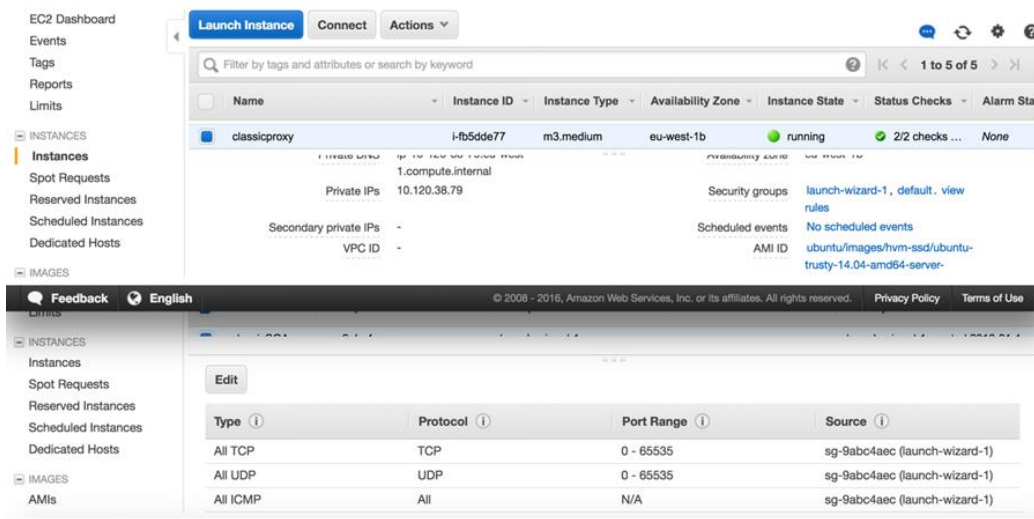 EC2 Dashboard
Events
Tags
Reports
Limits
INSTANCES
Instances
Spot Requests
Reserved Instances
Scheduled Instances
Dedicated Hosts
IMAGES
Launch Instance Connect Actions
Filter by tags and attributes or search by keyword 1 to 5 of 5
Name Instance ID Instance Type Availability Zone Instance State Status Checks Alarm Sta
classicproxy i-fb5dde77 m3.medium eu-west-1b running 2/2 checks ... None
1.compute.internal
Private IPs 10.120.38.79
Secondary private IPs -
VPC ID -
Availability zone eu-west-1b
Security groups launch-wizard-1, default. view
rules
Scheduled events No scheduled events
AMI ID ubuntu/images/hvm-ssd/ubuntu-
trusty-14.04-amd64-server-
Feedback English © 2008 - 2016, Amazon Web Services, Inc. or its affiliates. All rights reserved. Privacy Policy Terms of Use
Limits
INSTANCES
Instances
Spot Requests
Reserved Instances
Scheduled Instances
Dedicated Hosts
IMAGES
AMIs
Edit
Type Protocol Port Range Source
All TCP TCP 0 - 65535 sg-9abc4aec (launch-wizard-1)
All UDP UDP 0 - 65535 sg-9abc4aec (launch-wizard-1)
All ICMP All N/A sg-9abc4aec (launch-wizard-1)